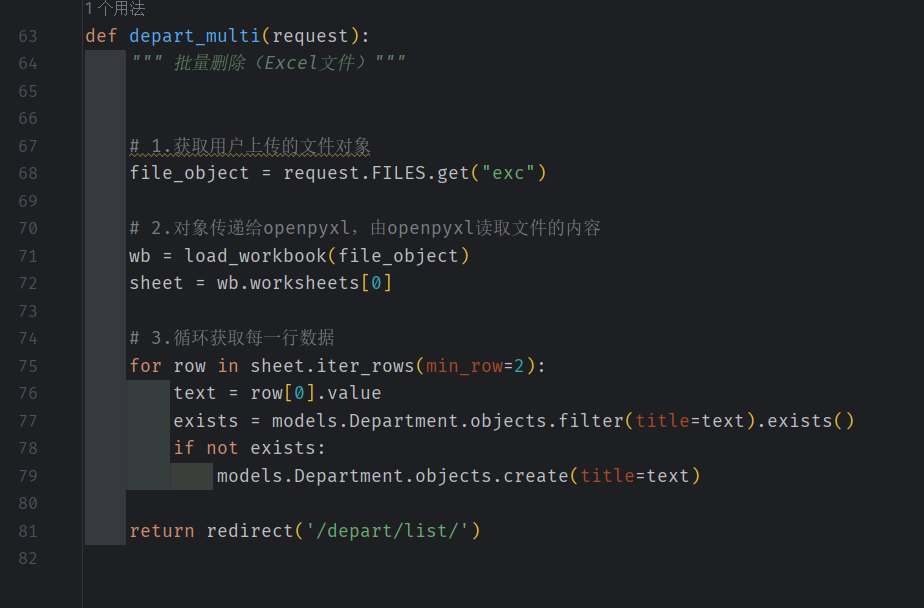 1 个用法
63 def depart_multi(request):
64     """ 批量删除（Excel文件）"""
65
66
67     # 1.获取用户上传的文件对象
68     file_object = request.FILES.get("exc")
69
70     # 2.对象传递给openpyxl，由openpyxl读取文件的内容
71     wb = load_workbook(file_object)
72     sheet = wb.worksheets[0]
73
74     # 3.循环获取每一行数据
75     for row in sheet.iter_rows(min_row=2):
76         text = row[0].value
77         exists = models.Department.objects.filter(title=text).exists()
78         if not exists:
79             models.Department.objects.create(title=text)
80
81     return redirect('/depart/list/')
82